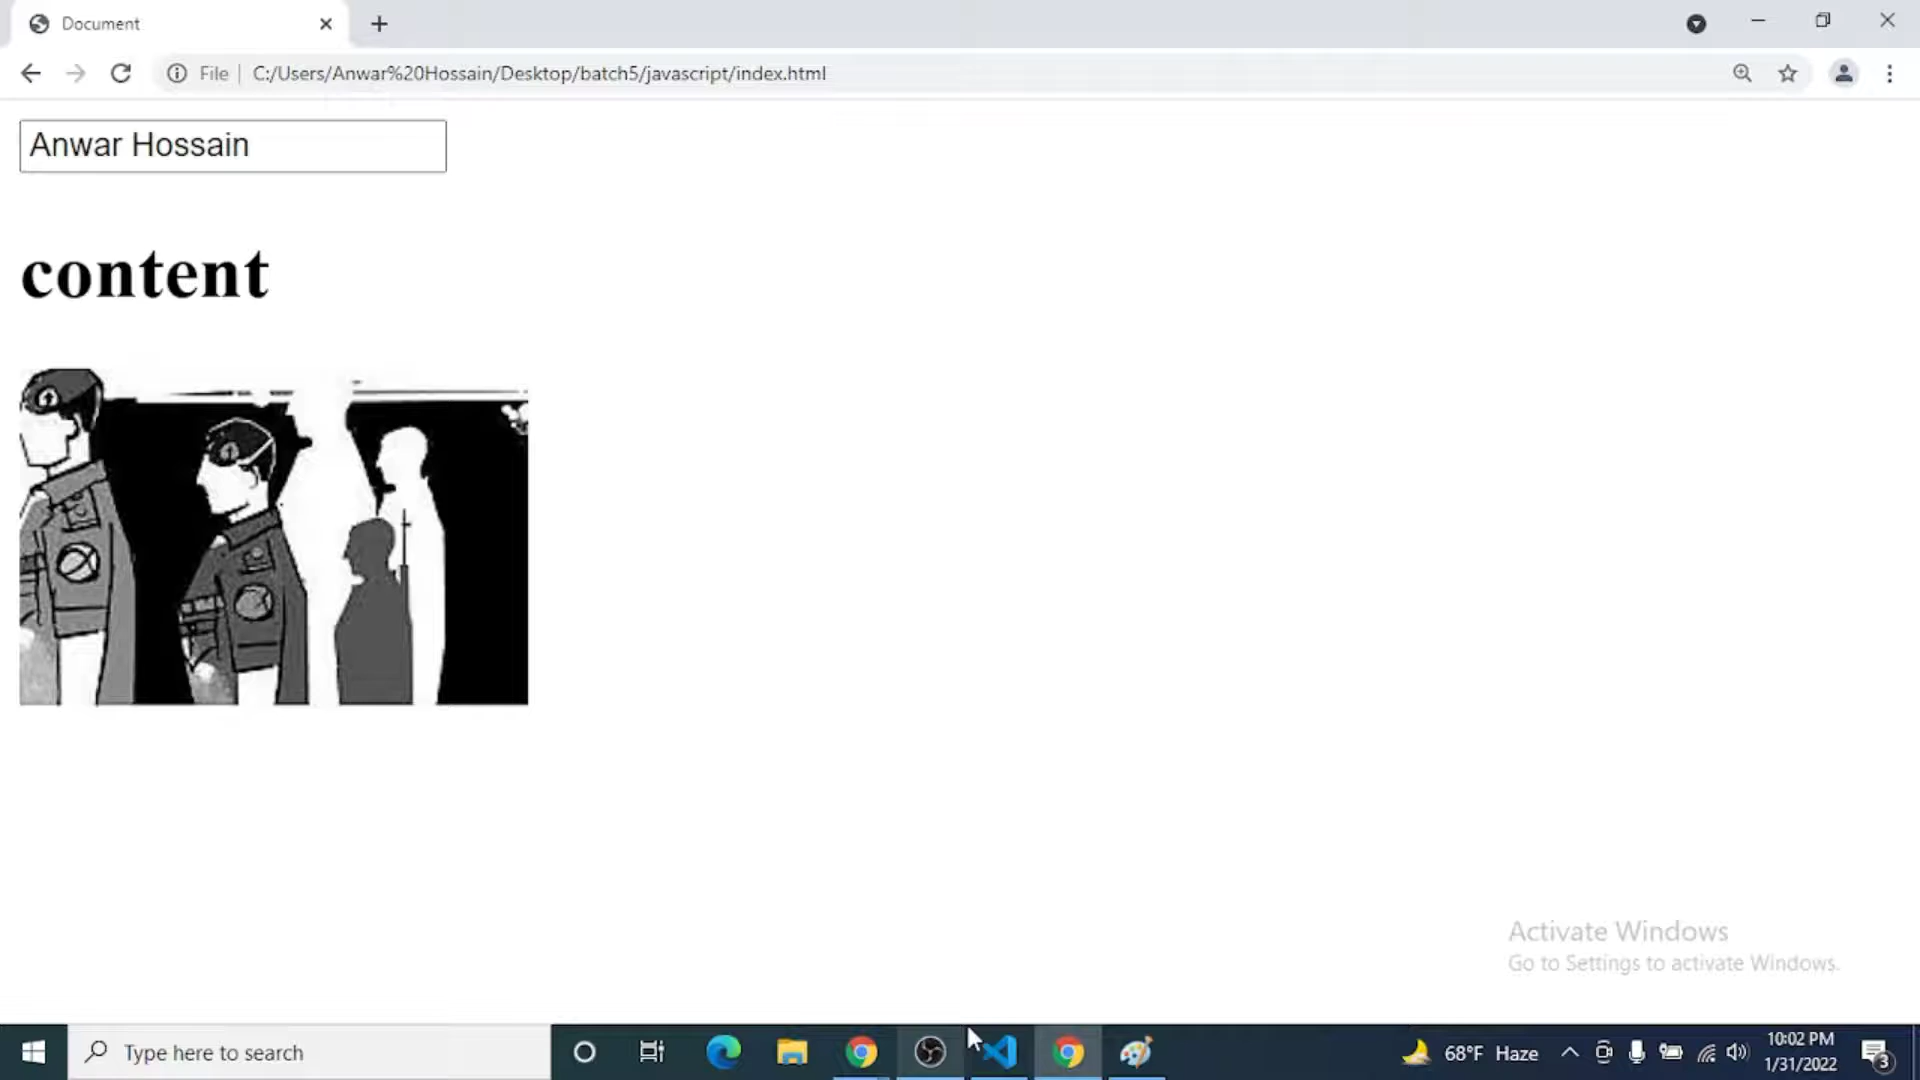 Document
File
C:/Users/Anwar%20Hossain/Desktop/batch5/javascript/index.html
Anwar Hossain
content
Activate Windows
Go to Settings to activate Windows.
Type here to search
68°F Haze
10:02 PM
1/31/2022
3